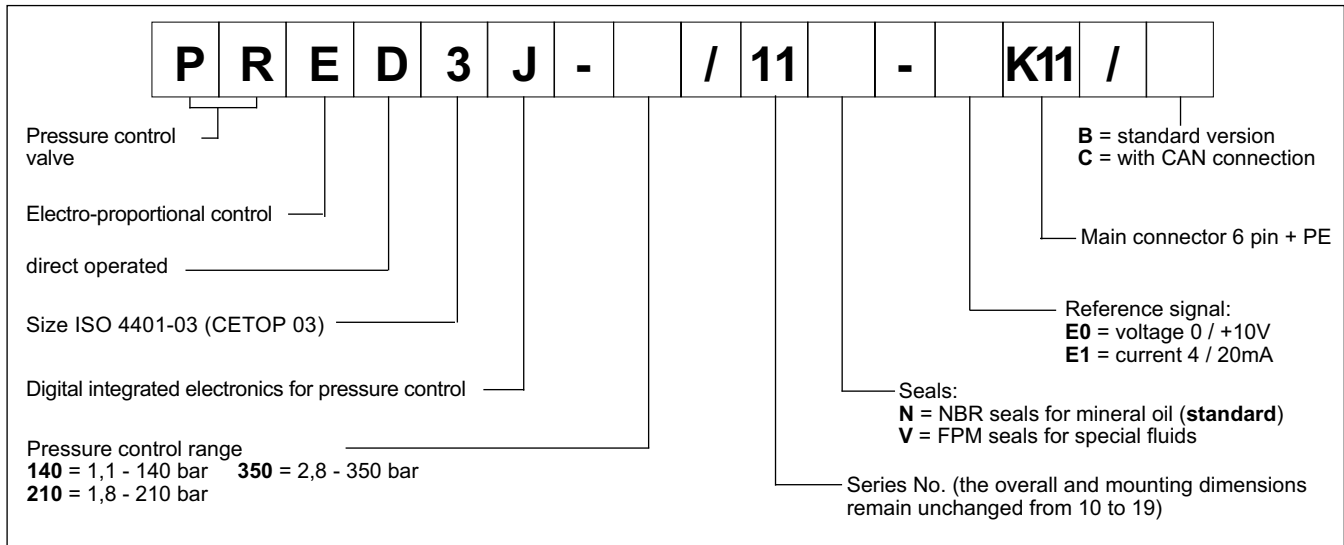 P R E D 3 J - / 11 - K11 /
Pressure control
valve
Electro-proportional control
direct operated
Size ISO 4401-03 (CETOP 03)
Digital integrated electronics for pressure control
Pressure control range
140 = 1,1 - 140 bar 350 = 2,8 - 350 bar
210 = 1,8 - 210 bar
B = standard version
C = with CAN connection
Main connector 6 pin + PE
Reference signal:
E0 = voltage 0 / +10V
E1 = current 4 / 20mA
Seals:
N = NBR seals for mineral oil (standard)
V = FPM seals for special fluids
Series No. (the overall and mounting dimensions
remain unchanged from 10 to 19)